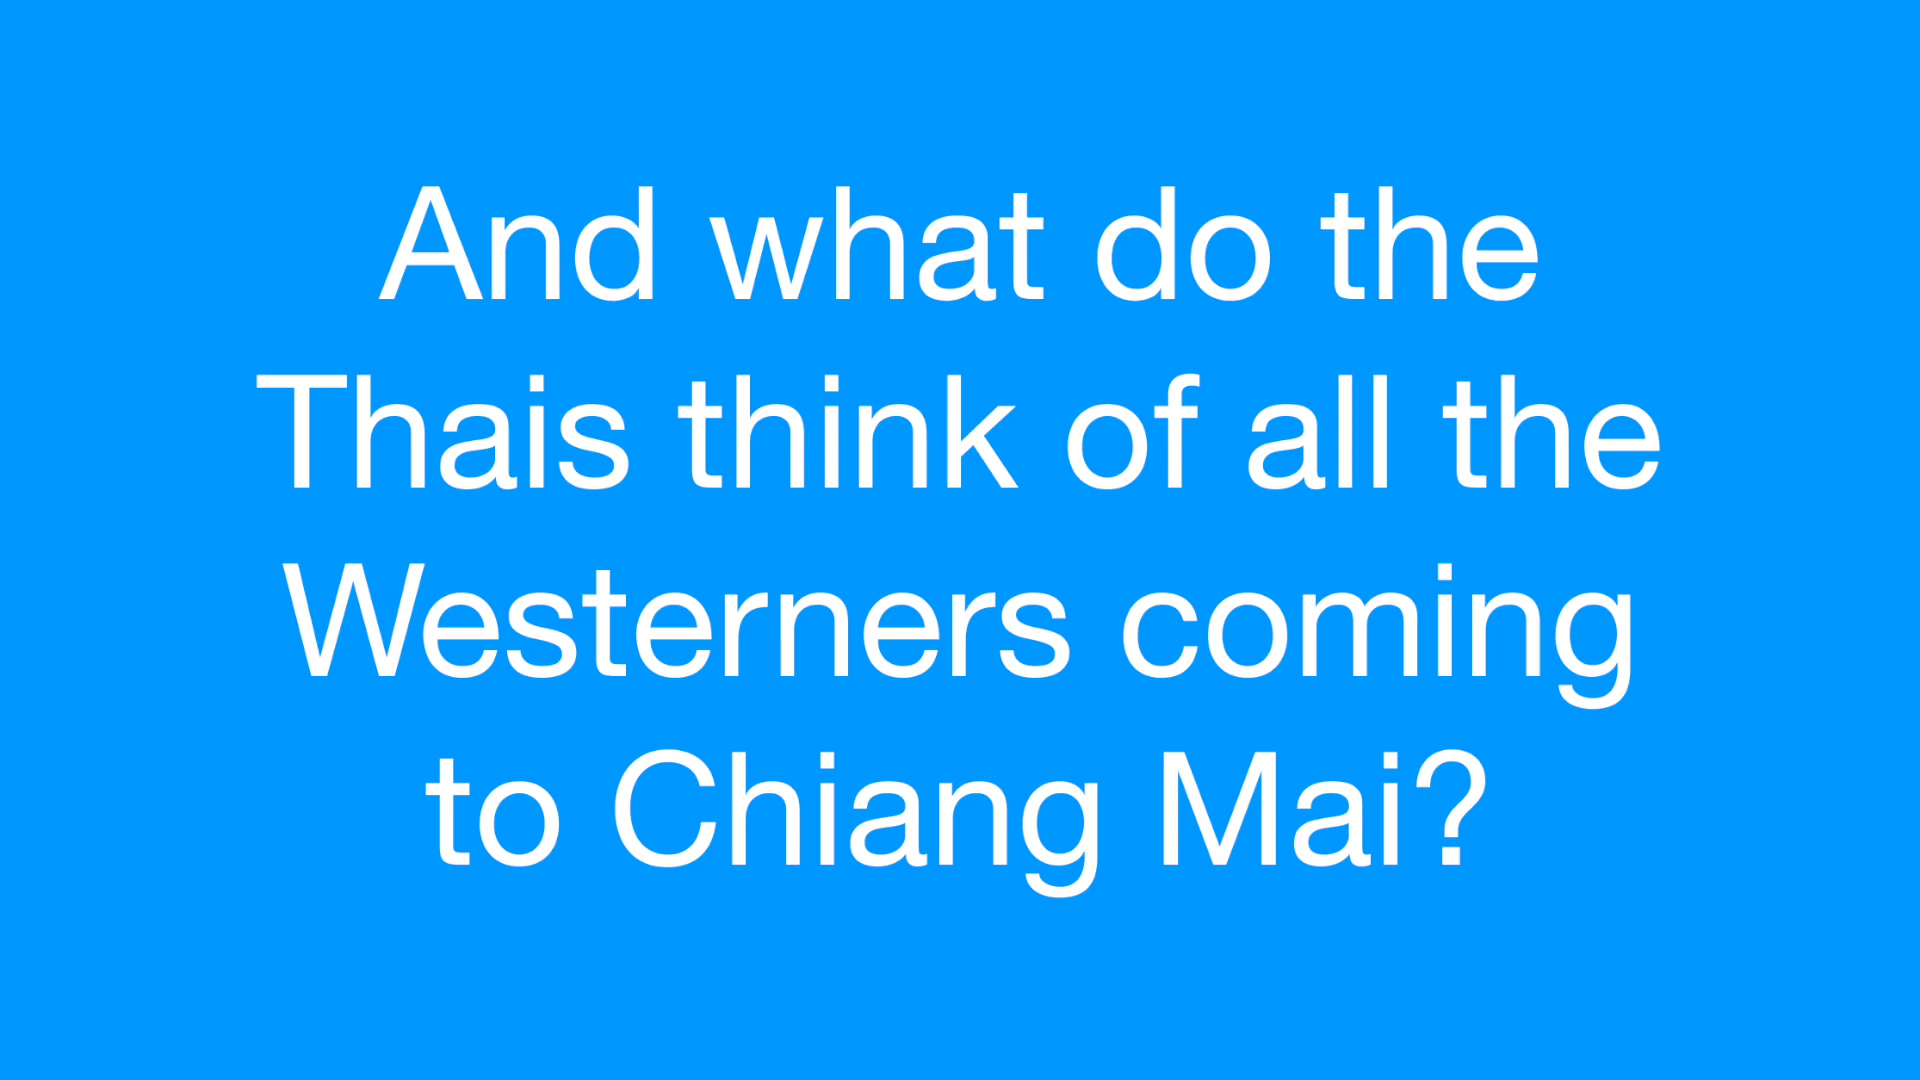 And what do the
Thais think of all the
Westerners coming
to Chiang Mai?